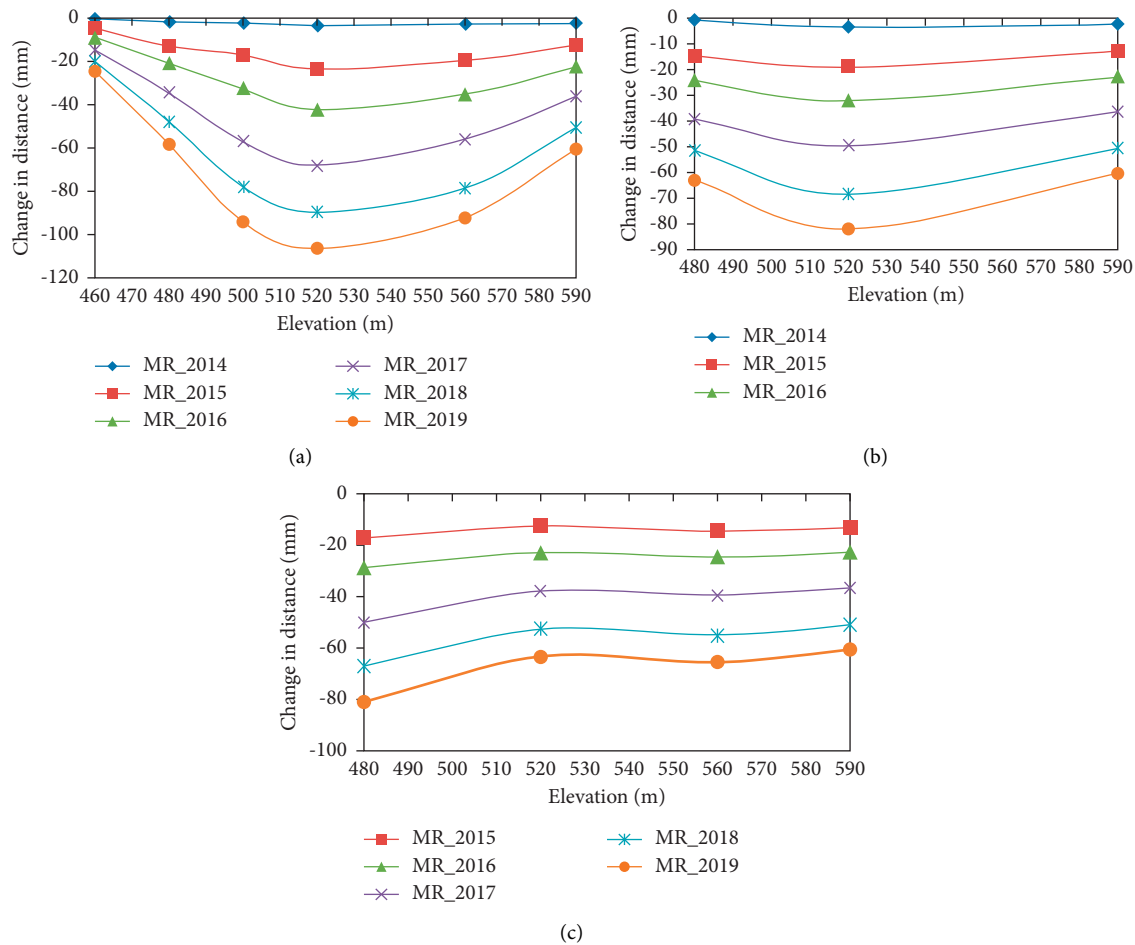 0
-20
-40
-60
-80
-100
-120
Change in distance (mm)
460 470 480 490 500 510 520 530 540 550 560 570 580 590
Elevation (m)
MR_2014
MR_2015
MR_2016
MR_2017
MR_2018
MR_2019
(a)
0
-10
-20
-30
-40
-50
-60
-70
-80
-90
Change in distance (mm)
480 490 500 510 520 530 540 550 560 570 580 590
Elevation (m)
MR_2014
MR_2015
MR_2016
(b)
0
-20
-40
-60
-80
-100
Change in distance (mm)
480 490 500 510 520 530 540 550 560 570 580 590
Elevation (m)
MR_2015
MR_2016
MR_2017
MR_2018
MR_2019
(c)